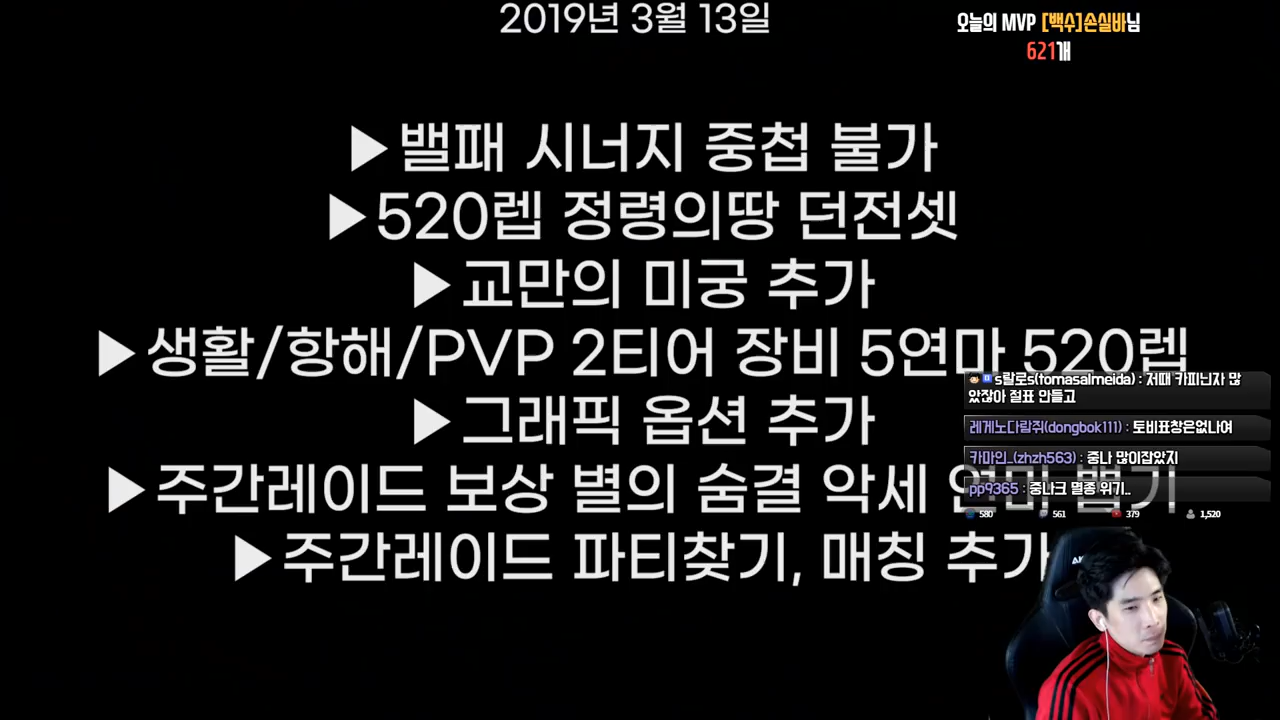 2019년 3월 13일
오늘의 MVP [백수]손실바님
621개
▶밸패 시너지 중첩 불가
▶520렙 정령의땅 던전셋
▶교만의 미궁 추가
▶생활/항해/PVP 2티어 장비 5연마 520렙
▶그래픽 옵션 추가
▶주간레이드 보상 별의 숨결 악세 연마 뽑기
▶주간레이드 파티찾기, 매칭 추가
s랄로s(tomasalmeida) : 저때 카피닌자 많
았잖아 절표 안들고
레게노다람쥐(dongbok111) : 토비표창은없나여
카마인_(zhzh563) : 중나 많이잡았지
pp9365 : 중나크 멸종 위기..
580 561 379 1,520